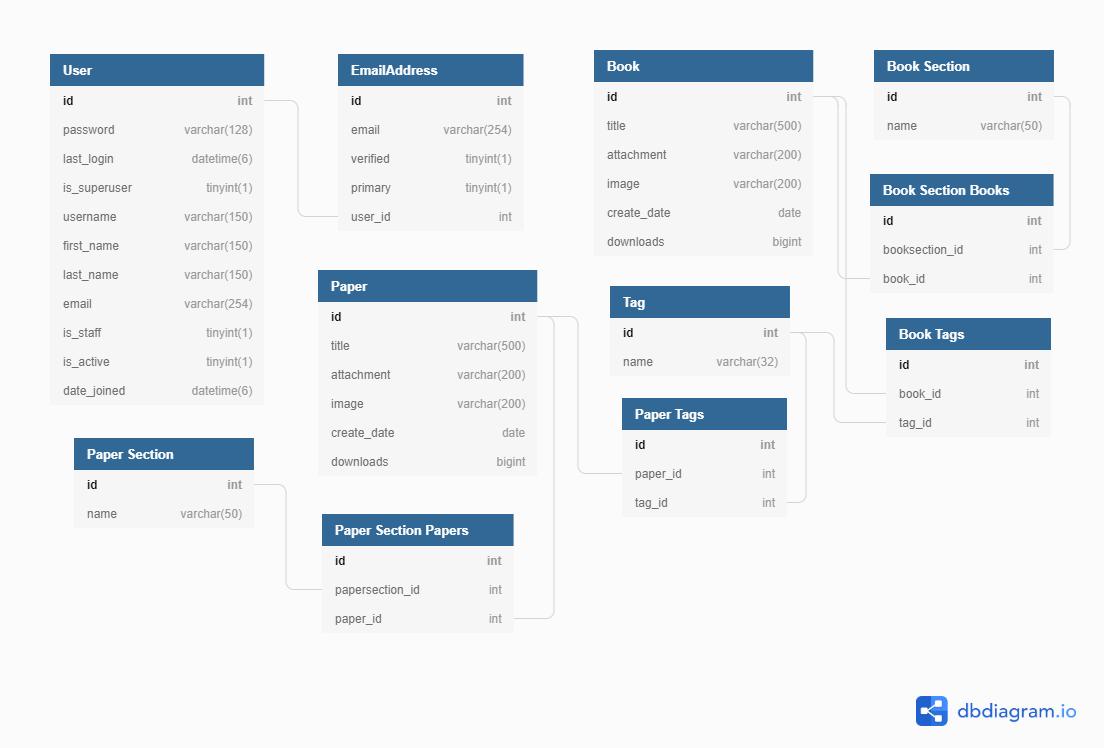 User
id int
password varchar(128)
last_login datetime(6)
is_superuser tinyint(1)
username varchar(150)
first_name varchar(150)
last_name varchar(150)
email varchar(254)
is_staff tinyint(1)
is_active tinyint(1)
date_joined datetime(6)
EmailAddress
id int
email varchar(254)
verified tinyint(1)
primary tinyint(1)
user_id int
Book
id int
title varchar(500)
attachment varchar(200)
image varchar(200)
create_date date
downloads bigint
Book Section
id int
name varchar(50)
Book Section Books
id int
booksection_id int
book_id int
Paper
id int
title varchar(500)
attachment varchar(200)
image varchar(200)
create_date date
downloads bigint
Tag
id int
name varchar(32)
Book Tags
id int
book_id int
tag_id int
Paper Tags
id int
paper_id int
tag_id int
Paper Section
id int
name varchar(50)
Paper Section Papers
id int
papersection_id int
paper_id int
dbdiagram.io